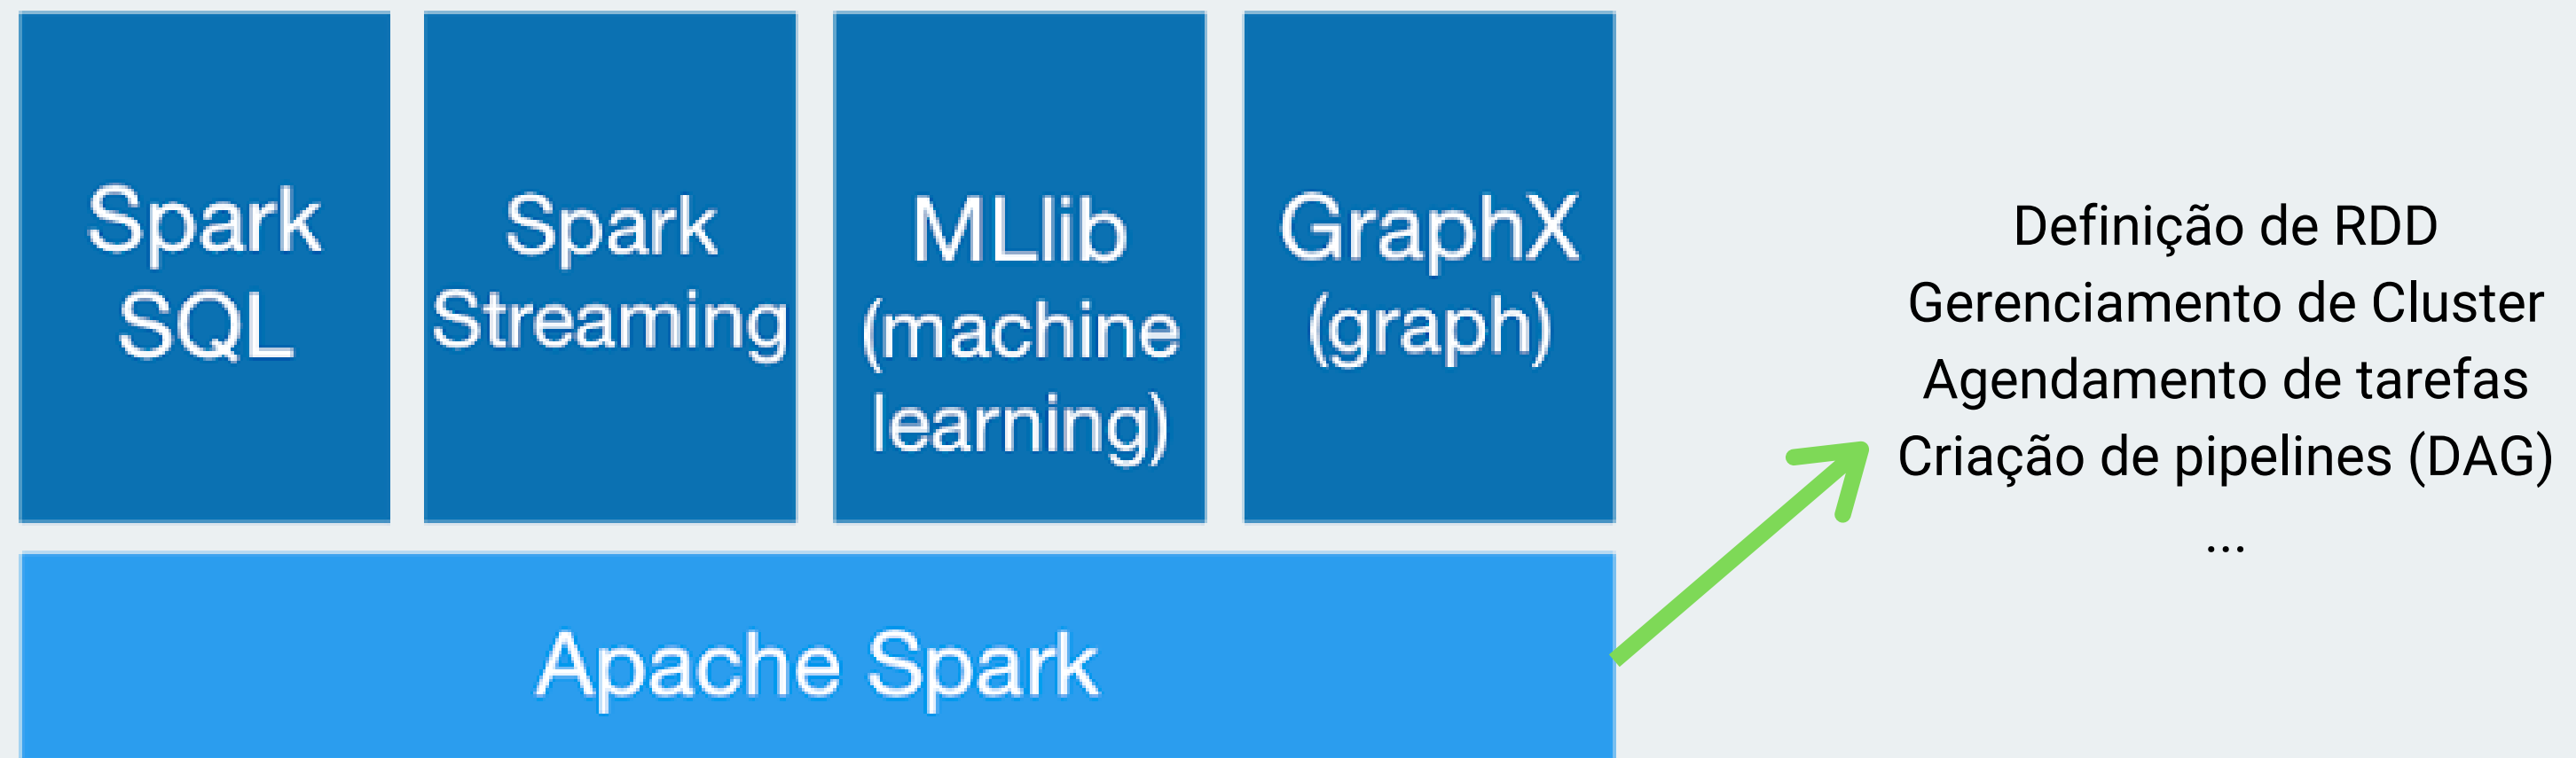 Spark
SQL
Spark
Streaming
MLlib
(machine
learning)
GraphX
(graph)
Apache Spark
Definição de RDD
Gerenciamento de Cluster
Agendamento de tarefas
Criação de pipelines (DAG)
...